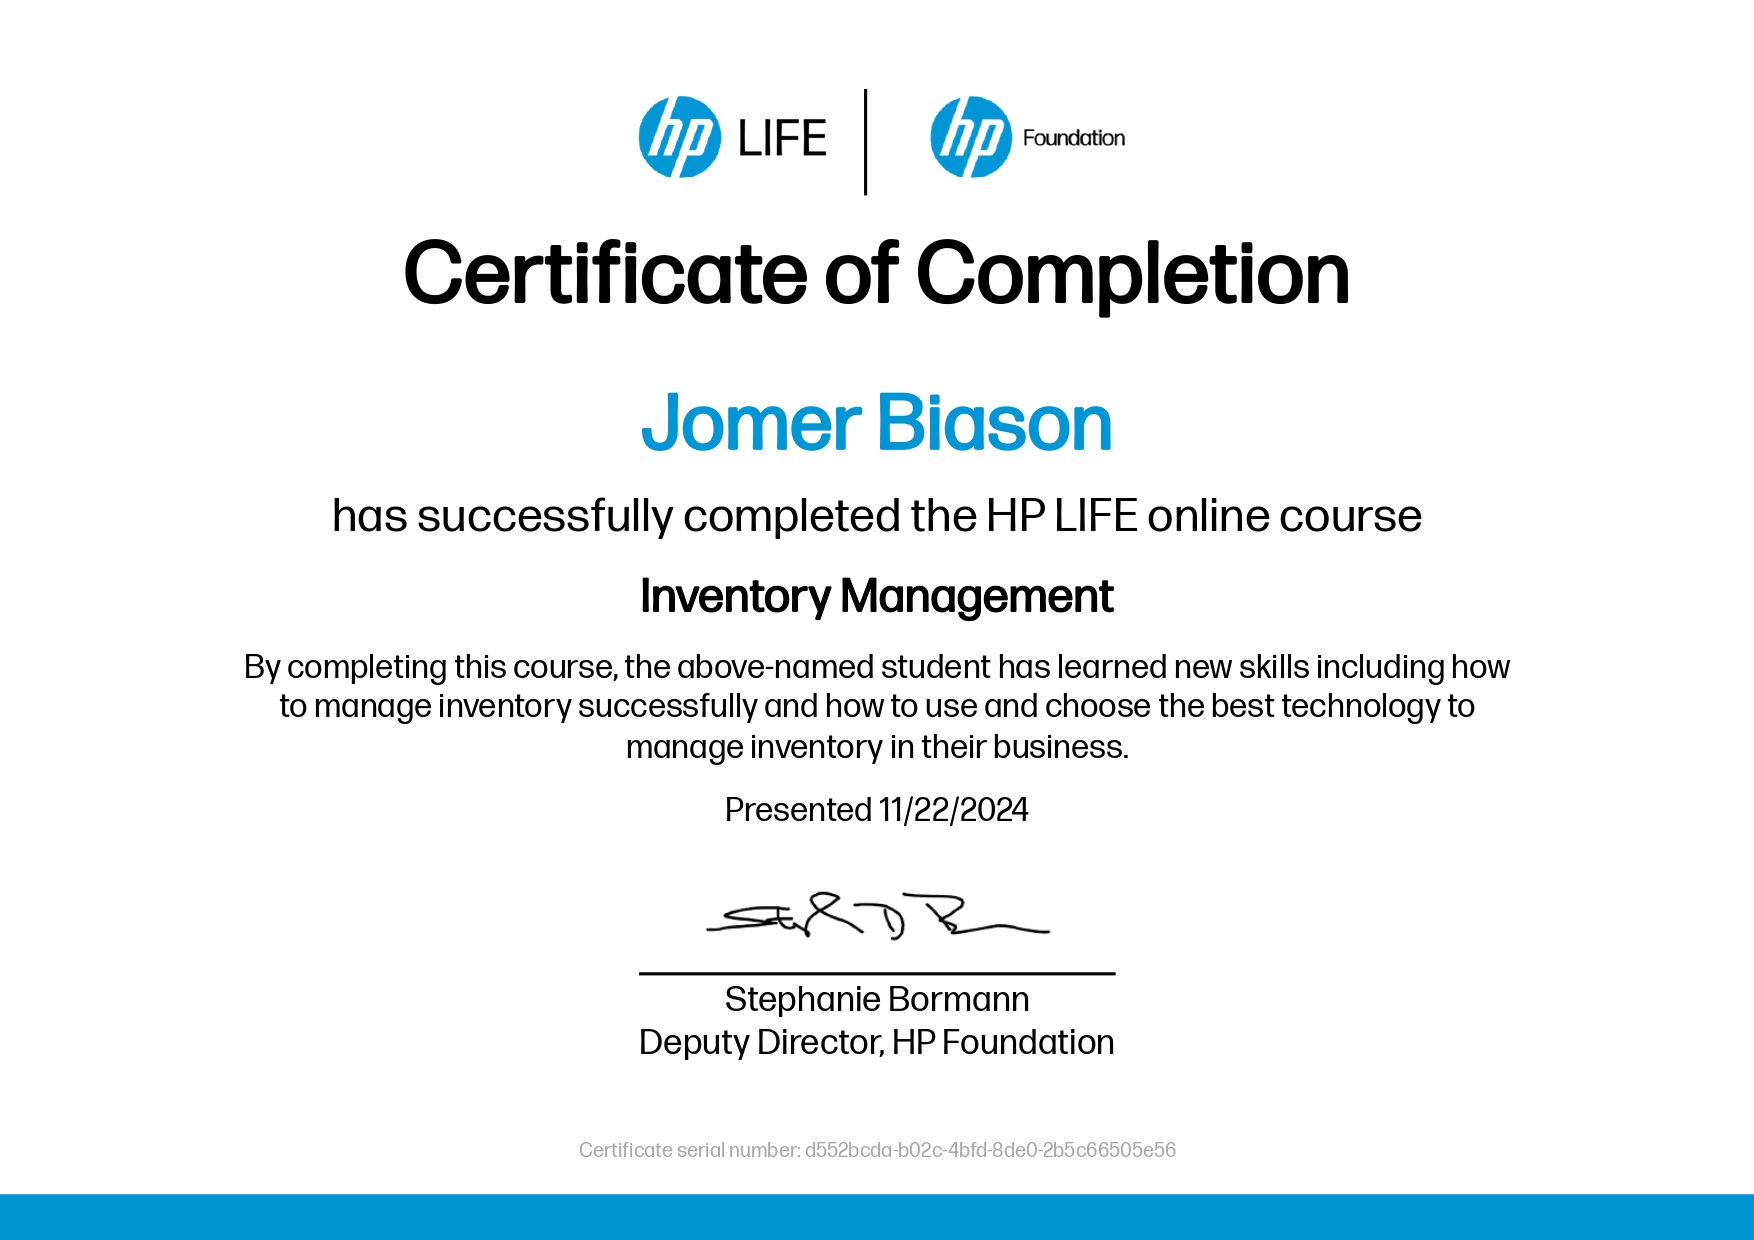 hp LIFE hp Foundation
Certificate of Completion
Jomer Biason
has successfully completed the HP LIFE online course
Inventory Management
By completing this course, the above-named student has learned new skills including how
to manage inventory successfully and how to use and choose the best technology to
manage inventory in their business.
Presented 11/22/2024
Stephanie Bormann
Deputy Director, HP Foundation
Certificate serial number: d552bcda-b02c-4bfd-8de0-2b5c66505e56